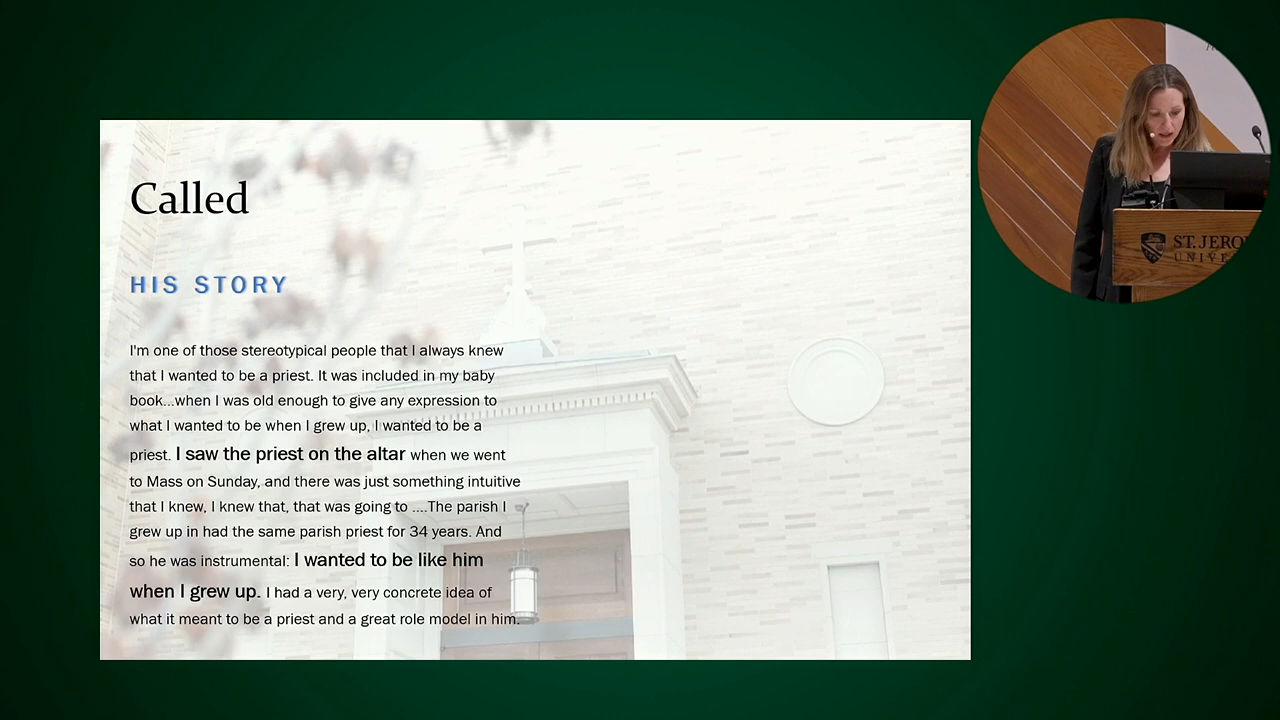 Called
HIS STORY
I'm one of those stereotypical people that I always knew
that I wanted to be a priest. It was included in my baby
book...when I was old enough to give any expression to
what I wanted to be when I grew up, I wanted to be a
priest. I saw the priest on the altar when we went
to Mass on Sunday, and there was just something intuitive
that I knew, I knew that, that was going to ....The parish I
grew up in had the same parish priest for 34 years. And
so he was instrumental: I wanted to be like him
when I grew up. I had a very, very concrete idea of
what it meant to be a priest and a great role model in him.
ST. JERO
UNIVE